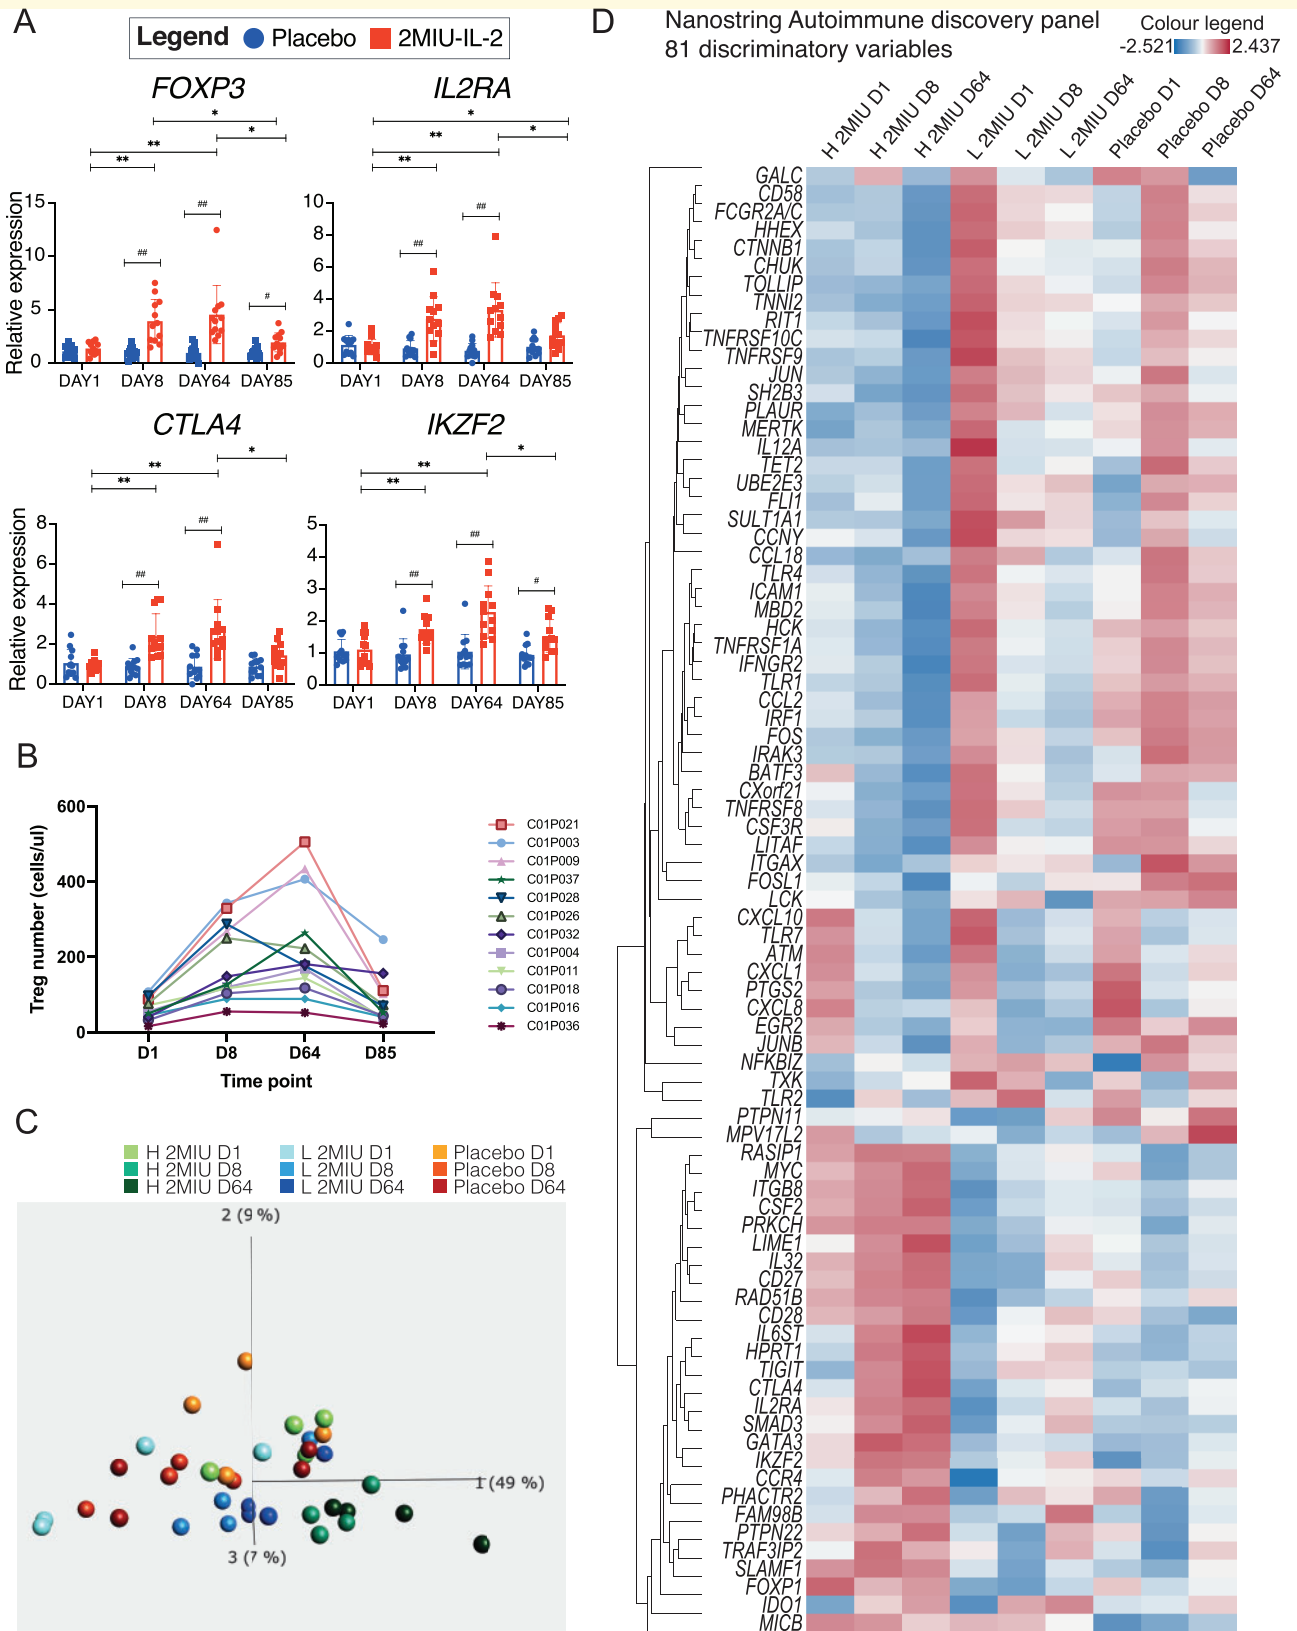 A
Legend Placebo 2MIU-IL-2
FOXP3
* ** * **
## ## #
Relative expression
15
10
5
0
DAY1 DAY8 DAY64 DAY85
IL2RA
* ** * **
## ##
10
8
6
4
2
0
DAY1 DAY8 DAY64 DAY85
CTLA4
* ** **
## ##
Relative expression
8
6
4
2
0
DAY1 DAY8 DAY64 DAY85
IKZF2
* ** **
## ## #
5
4
3
2
1
0
DAY1 DAY8 DAY64 DAY85
B
Treg number (cells/ul)
600
400
200
0
D1 D8 D64 D85
Time point
C01P021
C01P003
C01P009
C01P037
C01P028
C01P026
C01P032
C01P004
C01P011
C01P018
C01P016
C01P036
C
H 2MIU D1 L 2MIU D1 Placebo D1
H 2MIU D8 L 2MIU D8 Placebo D8
H 2MIU D64 L 2MIU D64 Placebo D64
2 (9 %)
1 (49 %)
3 (7 %)
D
Nanostring Autoimmune discovery panel
81 discriminatory variables
Colour legend
-2.521 2.437
H 2MIU D1
H 2MIU D8
H 2MIU D64
L 2MIU D1
L 2MIU D8
L 2MIU D64
Placebo D1
Placebo D8
Placebo D64
GALC
CD58
FCGR2A/C
HHEX
CTNNB1
CHUK
TOLLIP
TNNI2
RIT1
TNFRSF10C
TNFRSF9
JUN
SH2B3
PLAUR
MERTK
IL12A
TET2
UBE2E3
FLI1
SULT1A1
CCNY
CCL18
TLR4
ICAM1
MBD2
HCK
TNFRSF1A
IFNGR2
TLR1
CCL2
IRF1
FOS
IRAK3
BATF3
CXorf21
TNFRSF8
CSF3R
LITAF
ITGAX
FOSL1
LCK
CXCL10
TLR7
ATM
CXCL1
PTGS2
CXCL8
EGR2
JUNB
NFKBIZ
TXK
TLR2
PTPN11
MPV17L2
RASIP1
MYC
ITGB8
CSF2
PRKCH
LIME1
IL32
CD27
RAD51B
CD28
IL6ST
HPRT1
TIGIT
CTLA4
IL2RA
SMAD3
GATA3
IKZF2
CCR4
PHACTR2
FAM98B
PTPN22
TRAF3IP2
SLAMF1
FOXP1
IDO1
MICB